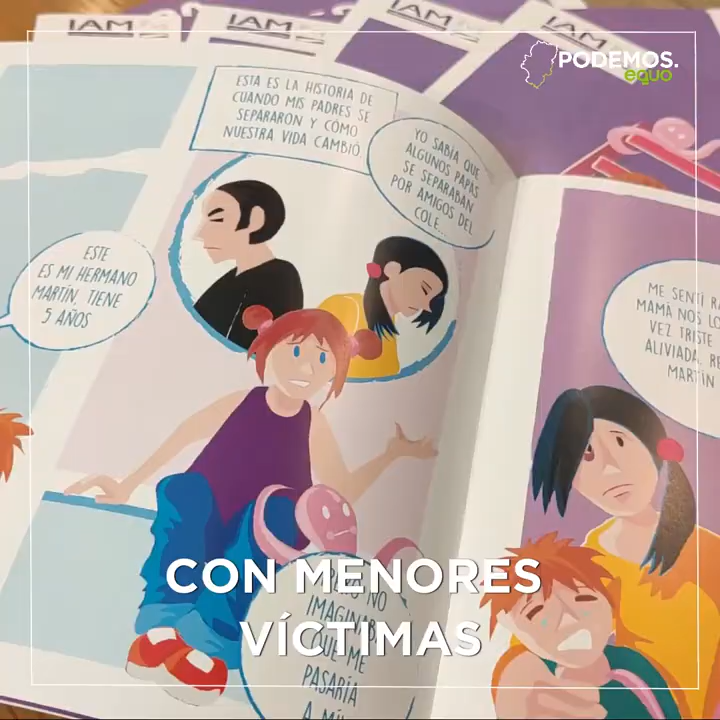 IAM
IAM
IAM
IAM
PODEMOS.
equo
ESTA ES LA HISTORIA DE
CUANDO MIS PADRES SE
SEPARARON Y CÓMO
NUESTRA VIDA CAMBIÓ.
YO SABÍA QUE
ALGUNOS PAPÁS
SE SEPARABAN
POR AMIGOS DEL
COLE...
ESTE
ES MI HERMANO
MARTÍN. TIENE
5 AÑOS
ME SENTÍ
MAMÁ NOS
VEZ TRISTE
ALIVIADA.
MARTÍN
CON MENORES
VÍCTIMAS
NO
QUE ME
PASARÍA
A